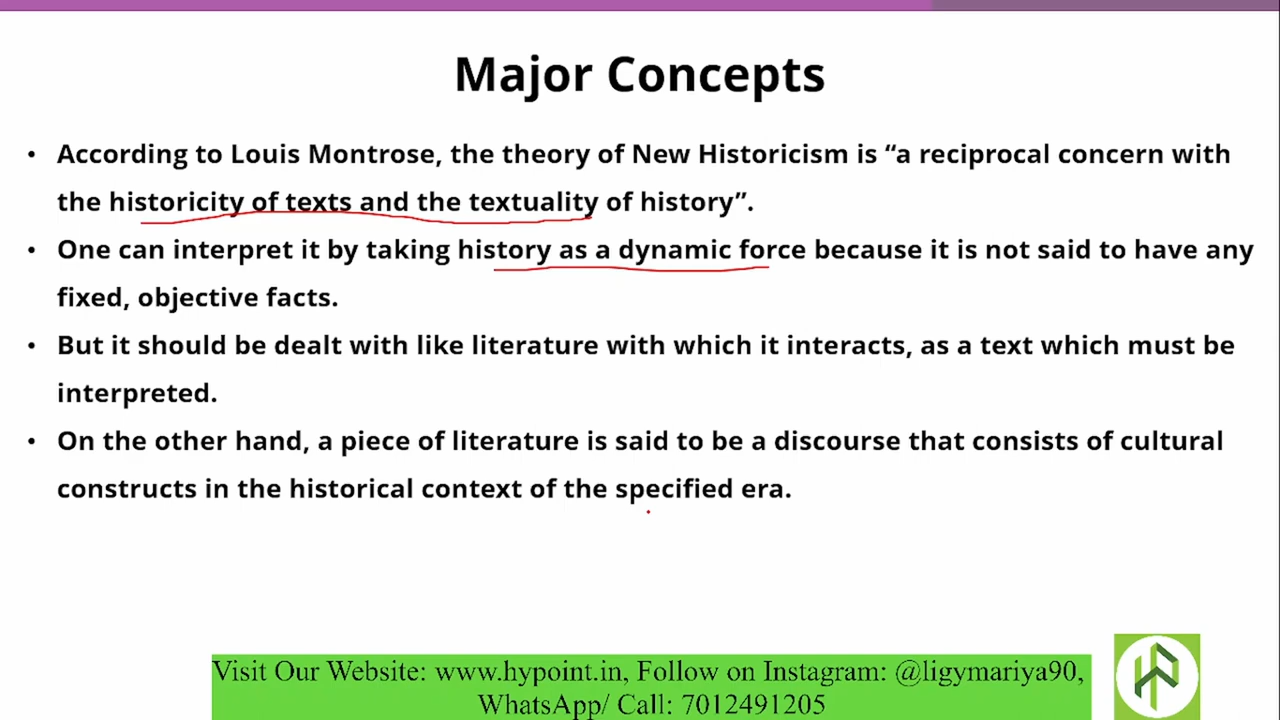 Major Concepts
• According to Louis Montrose, the theory of New Historicism is “a reciprocal concern with
the historicity of texts and the textuality of history”.
• One can interpret it by taking history as a dynamic force because it is not said to have any
fixed, objective facts.
• But it should be dealt with like literature with which it interacts, as a text which must be
interpreted.
• On the other hand, a piece of literature is said to be a discourse that consists of cultural
constructs in the historical context of the specified era.
Visit Our Website: www.hypoint.in, Follow on Instagram: @ligymariya90,
WhatsApp/ Call: 7012491205